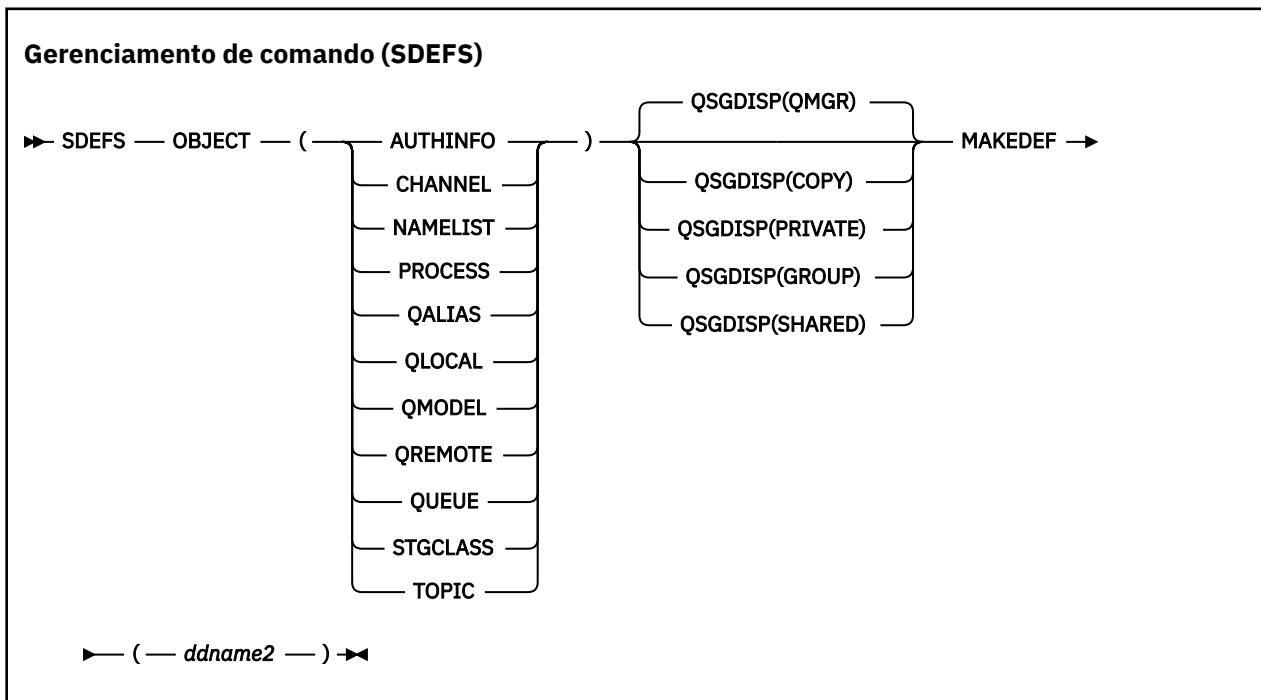 Gerenciamento de comando (SDEFS)
QSGDISP(QMGR)
SDEFS OBJECT ( AUTHINFO ) MAKEDEF
CHANNEL QSGDISP(COPY)
NAMELIST QSGDISP(PRIVATE)
PROCESS QSGDISP(GROUP)
QALIAS QSGDISP(SHARED)
QLOCAL
QMODEL
QREMOTE
QUEUE
STGCLASS
TOPIC
( ddname2 )